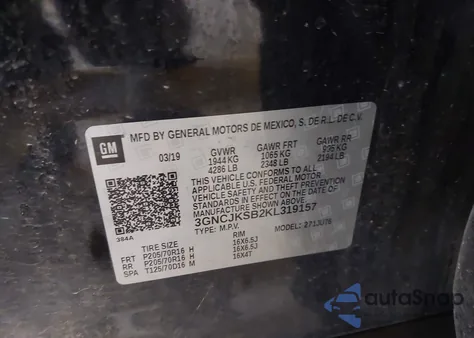 GM
MFD BY GENERAL MOTORS DE MEXICO, S. DE R.L. DE C.V.
03/19 GVWR GAWR FRT GAWR RR
1944 KG 1065 KG 995 KG
4286 LB 2348 LB 2194 LB
THIS VEHICLE CONFORMS TO ALL
APPLICABLE U.S. FEDERAL MOTOR
VEHICLE SAFETY AND THEFT PREVENTION
STANDARDS IN EFFECT ON THE DATE OF
MANUFACTURE SHOWN ABOVE.
3GNCJKSB2KL319157
TYPE: M.P.V. MODEL:
384A
TIRE SIZE RIM
FRT P205/70R16 H 16X6.5J
RR P205/70R16 H 16X6.5J
SPA T125/70D16 M 16X4T
autoSnap